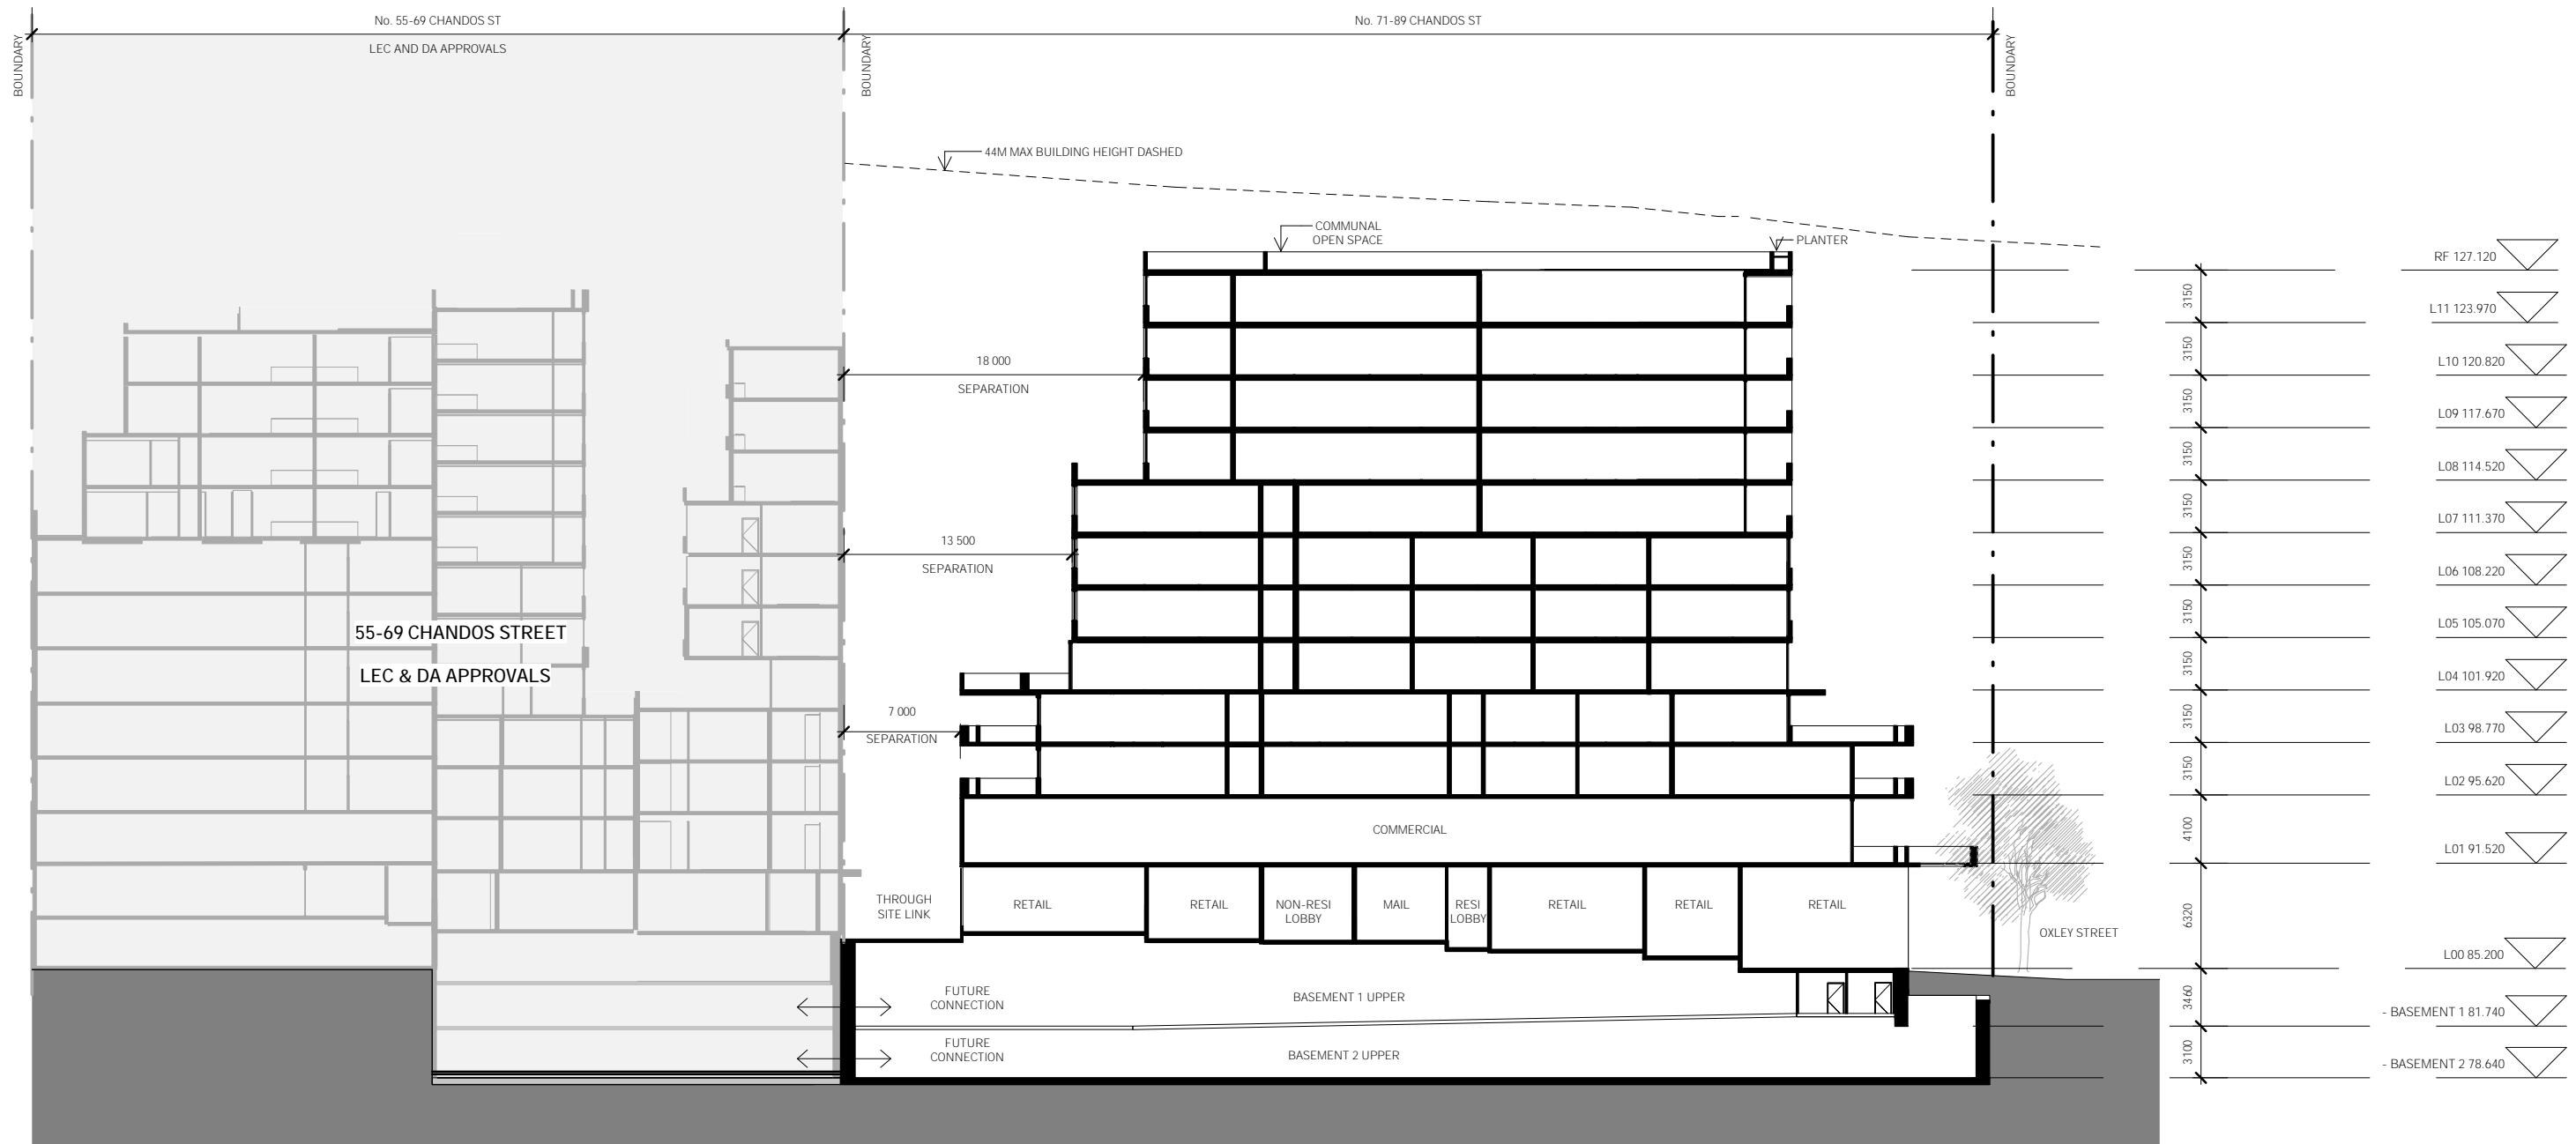 No. 55-69 CHANDOS ST
No. 71-89 CHANDOS ST
LEC AND DA APPROVALS
BOUNDARY
BOUNDARY
BOUNDARY
44M MAX BUILDING HEIGHT DASHED
COMMUNAL
OPEN SPACE
PLANTER
RF 127.120
3150
L11 123.970
3150
L10 120.820
18 000
SEPARATION
3150
L09 117.670
3150
L08 114.520
3150
L07 111.370
13 500
SEPARATION
3150
L06 108.220
3150
L05 105.070
55-69 CHANDOS STREET
LEC & DA APPROVALS
3150
L04 101.920
7 000
SEPARATION
3150
L03 98.770
3150
L02 95.620
COMMERCIAL
4100
L01 91.520
THROUGH
SITE LINK
RETAIL
RETAIL
NON-RESI
LOBBY
MAIL
RESI
LOBBY
RETAIL
RETAIL
RETAIL
OXLEY STREET
6320
L00 85.200
FUTURE
CONNECTION
BASEMENT 1 UPPER
3460
- BASEMENT 1 81.740
FUTURE
CONNECTION
BASEMENT 2 UPPER
3100
- BASEMENT 2 78.640